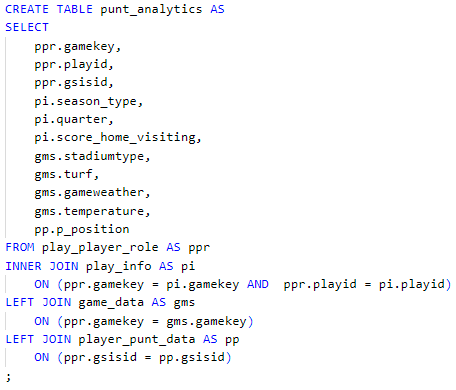 CREATE TABLE punt_analytics AS
SELECT
    ppr.gamekey,
    ppr.playid,
    ppr.gsisid,
    pi.season_type,
    pi.quarter,
    pi.score_home_visiting,
    gms.stadiumtype,
    gms.turf,
    gms.gameweather,
    gms.temperature,
    pp.p_position
FROM play_player_role AS ppr
INNER JOIN play_info AS pi
    ON (ppr.gamekey = pi.gamekey AND  ppr.playid = pi.playid)
LEFT JOIN game_data AS gms
    ON (ppr.gamekey = gms.gamekey)
LEFT JOIN player_punt_data AS pp
    ON (ppr.gsisid = pp.gsisid)
;